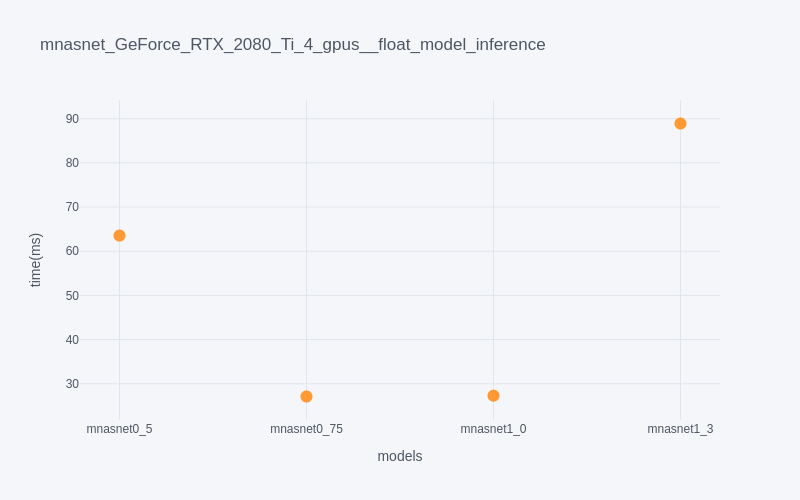 mnasnet_GeForce_RTX_2080_Ti_4_gpus__float_model_inference
time(ms)
90
80
70
60
50
40
30
mnasnet0_5
mnasnet0_75
mnasnet1_0
mnasnet1_3
models